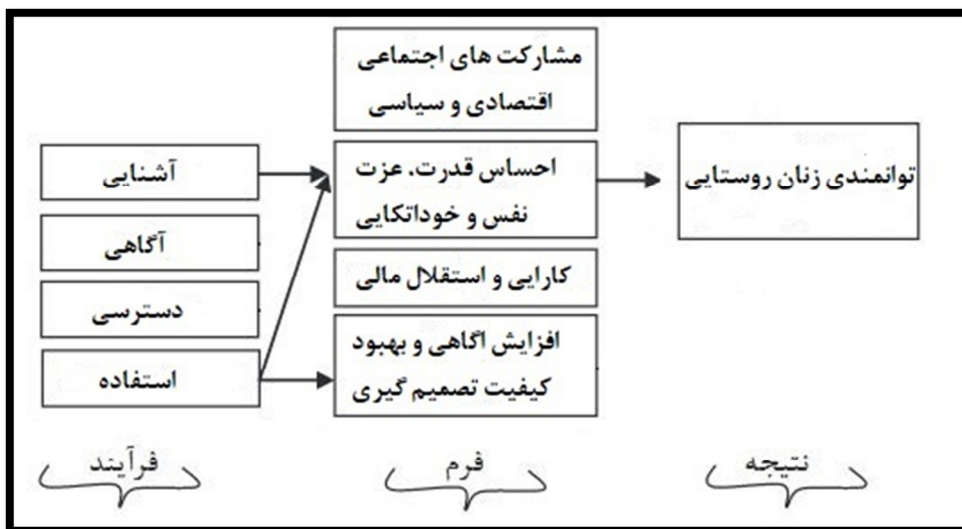 مشارکت های اجتماعی
اقتصادی و سیاسی
احساس قدرت، عزت
نفس و خوداتکایی
کارایی و استقلال مالی
افزایش اگاهی و بهبود
کیفیت تصمیم گیری
آشنایی
آگاهی
دسترسی
استفاده
توانمندی زنان روستایی
فرآیند
فرم
نتیجه